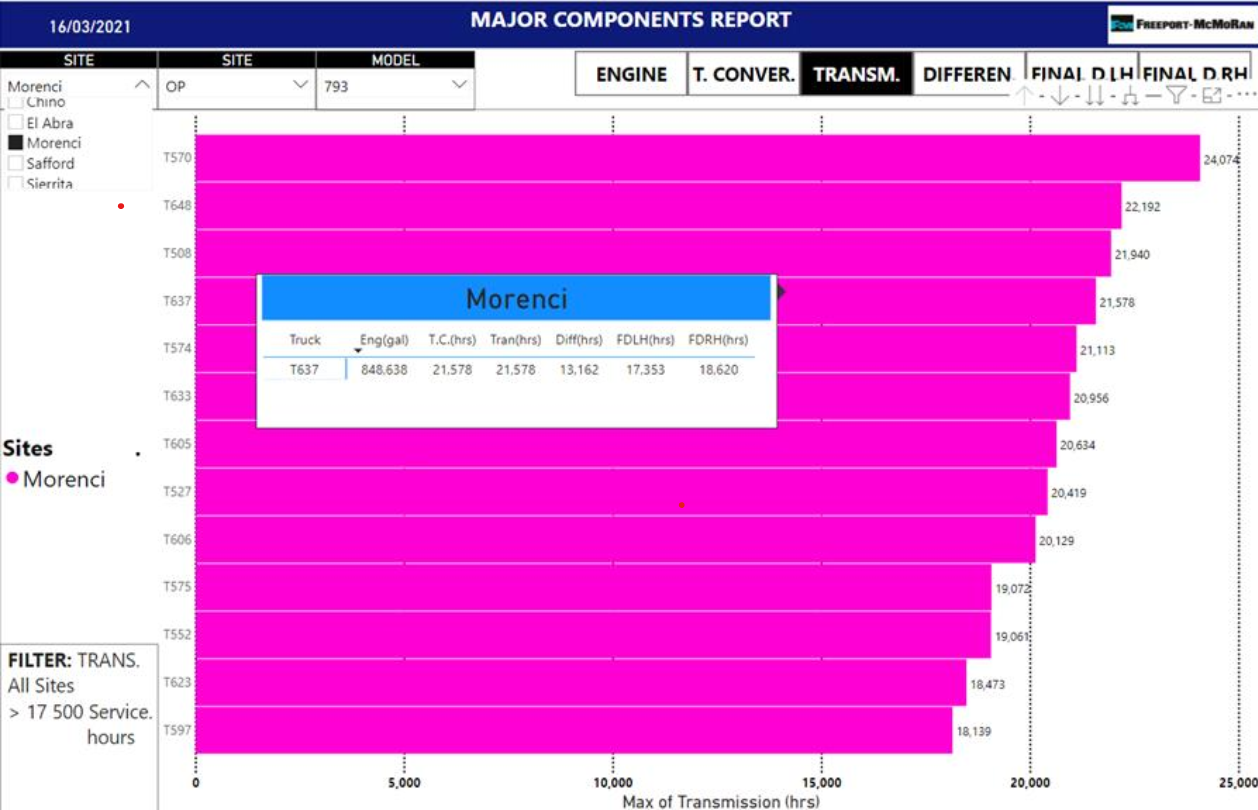 16/03/2021
MAJOR COMPONENTS REPORT
Fcx FREEPORT-MCMORAN
SITE
SITE
MODEL
Morenci
OP
793
ENGINE
T. CONVER.
TRANSM.
DIFFEREN.
FINAL D.LH
FINAL D.RH
Chino
El Abra
Morenci
Safford
Sierrita
T570
24,074
T648
22,192
T508
21,940
T637
21,578
T574
21,113
T633
20,956
T605
20,634
T527
20,419
T606
20,129
T575
19,072
T552
19,061
T623
18,473
T597
18,139
Morenci
Truck Eng(gal) T.C.(hrs) Tran(hrs) Diff(hrs) FDLH(hrs) FDRH(hrs)
T637 848,638 21,578 21,578 13,162 17,353 18,620
Sites .
Morenci
FILTER: TRANS.
All Sites
> 17 500 Service.
hours
0 5,000 10,000 15,000 20,000 25,000
Max of Transmission (hrs)